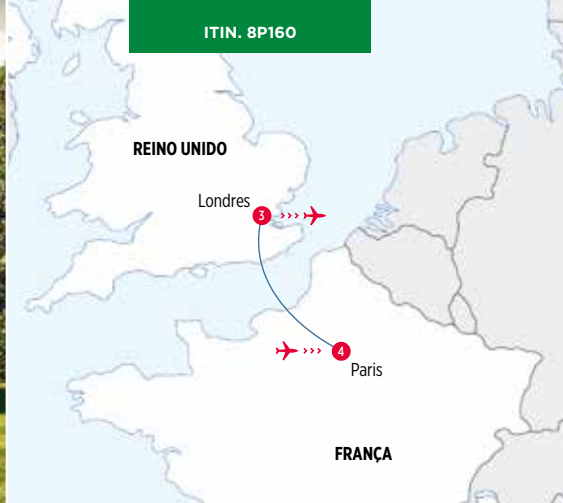 ITIN. 8P160
REINO UNIDO
Londres
3
4
Paris
FRANÇA